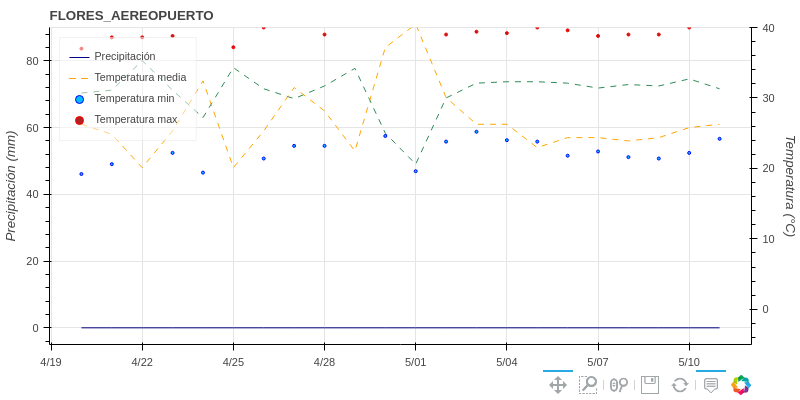 FLORES_AEREOPUERTO
Precipitación
Temperatura media
Temperatura min
Temperatura max
Precipitación (mm)
80
60
40
20
0
Temperatura (°C)
40
30
20
10
0
4/19
4/22
4/25
4/28
5/01
5/04
5/07
5/10